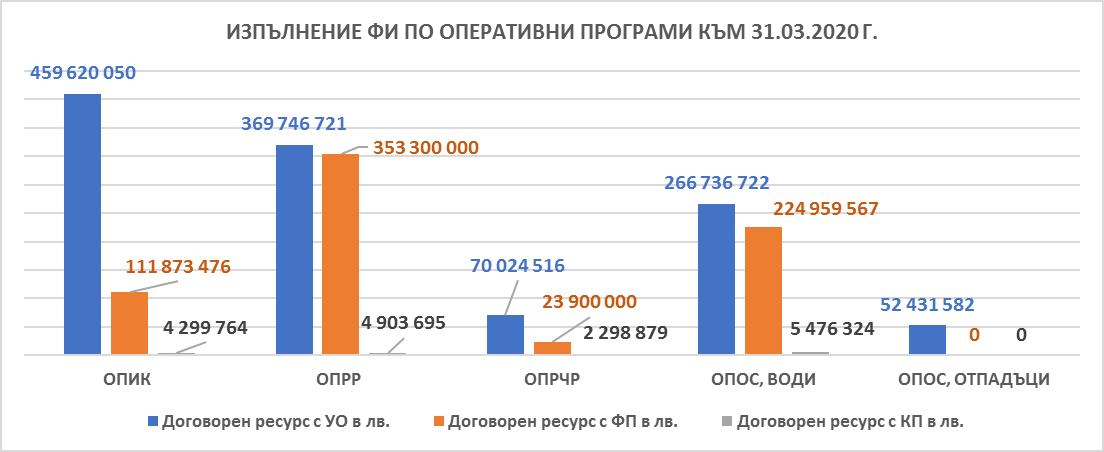 ИЗПЪЛНЕНИЕ ФИ ПО ОПЕРАТИВНИ ПРОГРАМИ КЪМ 31.03.2020 Г.
459 620 050
111 873 476
4 299 764
369 746 721
353 300 000
4 903 695
70 024 516
23 900 000
2 298 879
266 736 722
224 959 567
5 476 324
52 431 582
0
0
ОПИК
ОПРР
ОПРЧР
ОПОС, ВОДИ
ОПОС, ОТПАДЪЦИ
Договорен ресурс с УО в лв.
Договорен ресурс с ФП в лв.
Договорен ресурс с КП в лв.